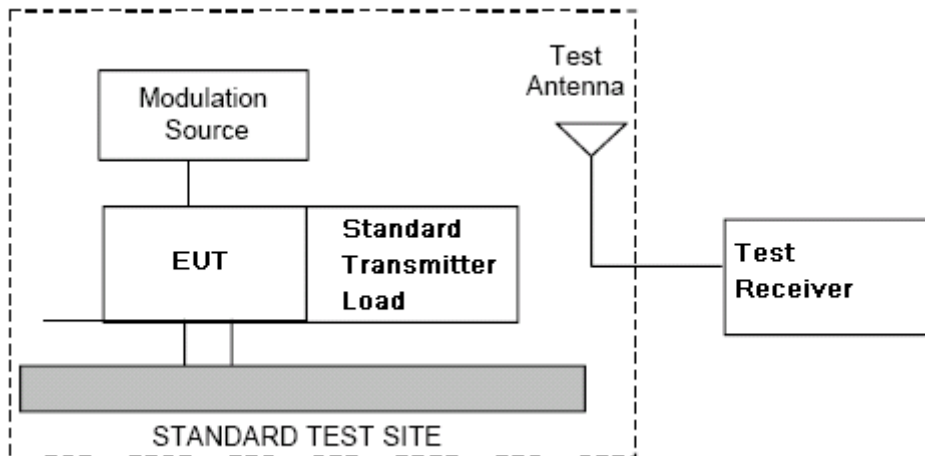 Modulation
Source
Test
Antenna
EUT
Standard
Transmitter
Load
Test
Receiver
STANDARD TEST SITE